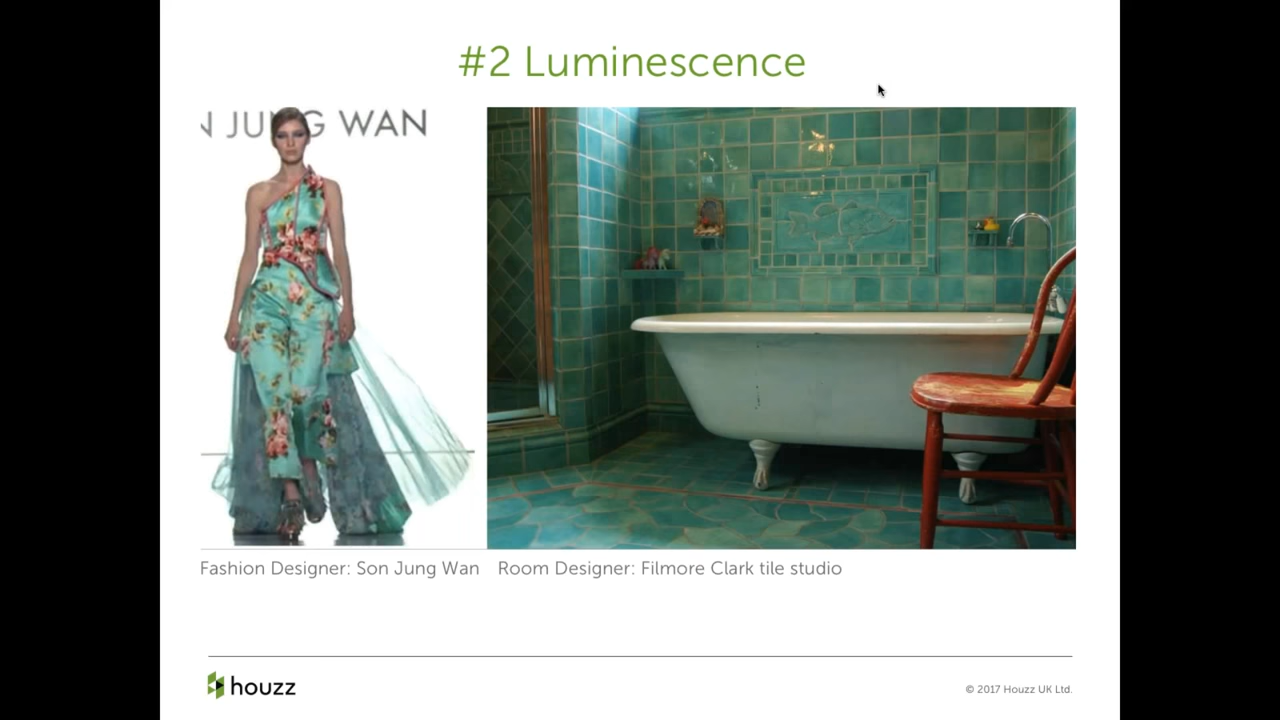 #2 Luminescence
N JUNG WAN
Fashion Designer: Son Jung Wan
Room Designer: Filmore Clark tile studio
houzz
© 2017 Houzz UK Ltd.